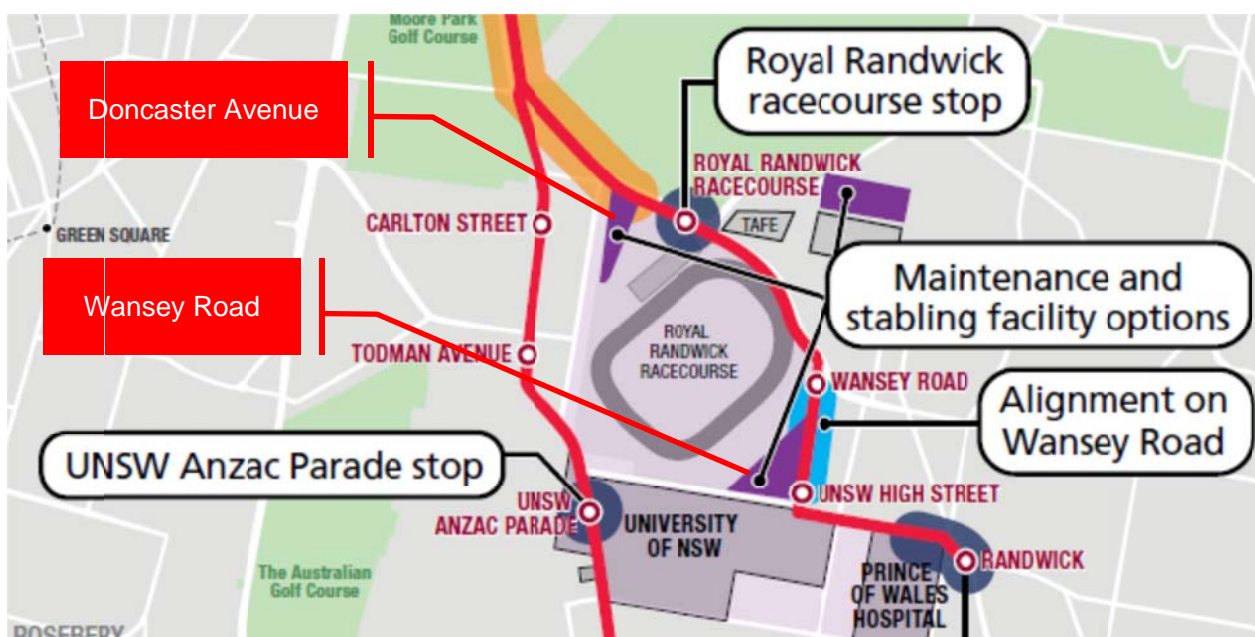 Moore Park
Golf Course
Royal Randwick
racecourse stop
Doncaster Avenue
ROYAL RANDWICK
RACECOURSE
CARLTON STREET
TAFE
GREEN SQUARE
Maintenance and
stabling facility options
Wansey Road
ROYAL
RANDWICK
RACECOURSE
TODMAN AVENUE
WANSEY ROAD
Alignment on
Wansey Road
UNSW Anzac Parade stop
UNSW HIGH STREET
UNSW
ANZAC PARADE
UNIVERSITY
OF NSW
RANDWICK
PRINCE
OF WALES
HOSPITAL
The Australian
Golf Course
ROSEBERY